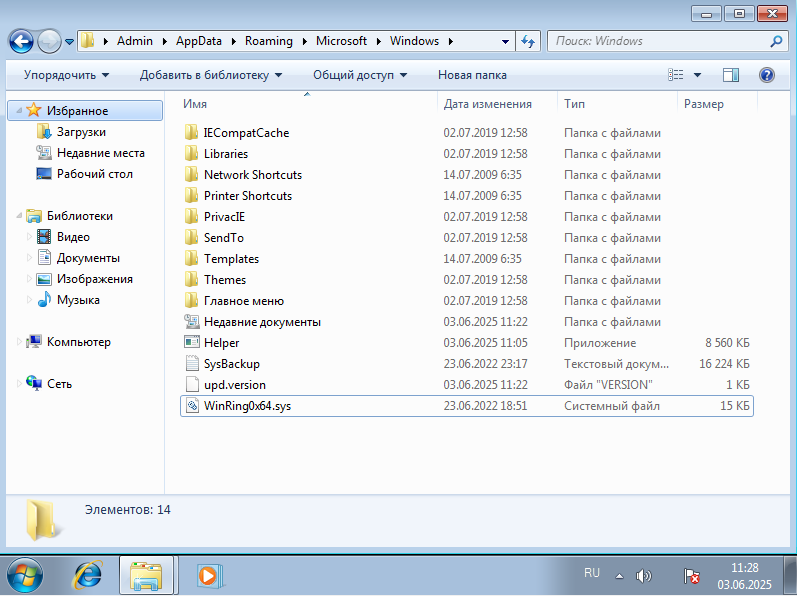 Admin AppData Roaming Microsoft Windows
Поиск: Windows
Упорядочить Добавить в библиотеку Общий доступ Новая папка
Избранное
Загрузки
Недавние места
Рабочий стол
Библиотеки
Видео
Документы
Изображения
Музыка
Компьютер
Сеть
Имя Дата изменения Тип Размер
IECompatCache 02.07.2019 12:58 Папка с файлами
Libraries 02.07.2019 12:58 Папка с файлами
Network Shortcuts 14.07.2009 6:35 Папка с файлами
Printer Shortcuts 14.07.2009 6:35 Папка с файлами
PrivacIE 02.07.2019 12:58 Папка с файлами
SendTo 02.07.2019 12:58 Папка с файлами
Templates 14.07.2009 6:35 Папка с файлами
Themes 02.07.2019 12:58 Папка с файлами
Главное меню 02.07.2019 12:58 Папка с файлами
Недавние документы 03.06.2025 11:22 Папка с файлами
Helper 03.06.2025 11:05 Приложение 8 560 КБ
SysBackup 23.06.2022 23:17 Текстовый докум... 16 224 КБ
upd.version 03.06.2025 11:22 Файл "VERSION" 1 КБ
WinRing0x64.sys 23.06.2022 18:51 Системный файл 15 КБ
Элементов: 14
RU
11:28
03.06.2025